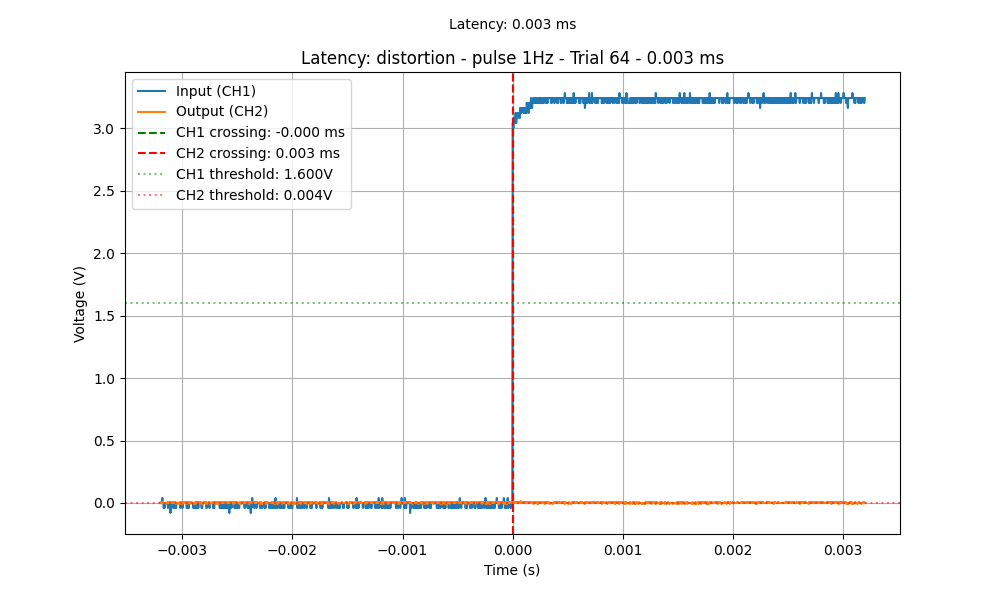 Latency: 0.003 ms
Latency: distortion - pulse 1Hz - Trial 64 - 0.003 ms
Input (CH1)
Output (CH2)
CH1 crossing: -0.000 ms
CH2 crossing: 0.003 ms
CH1 threshold: 1.600V
CH2 threshold: 0.004V
Voltage (V)
3.0
2.5
2.0
1.5
1.0
0.5
0.0
−0.003
−0.002
−0.001
0.000
0.001
0.002
0.003
Time (s)